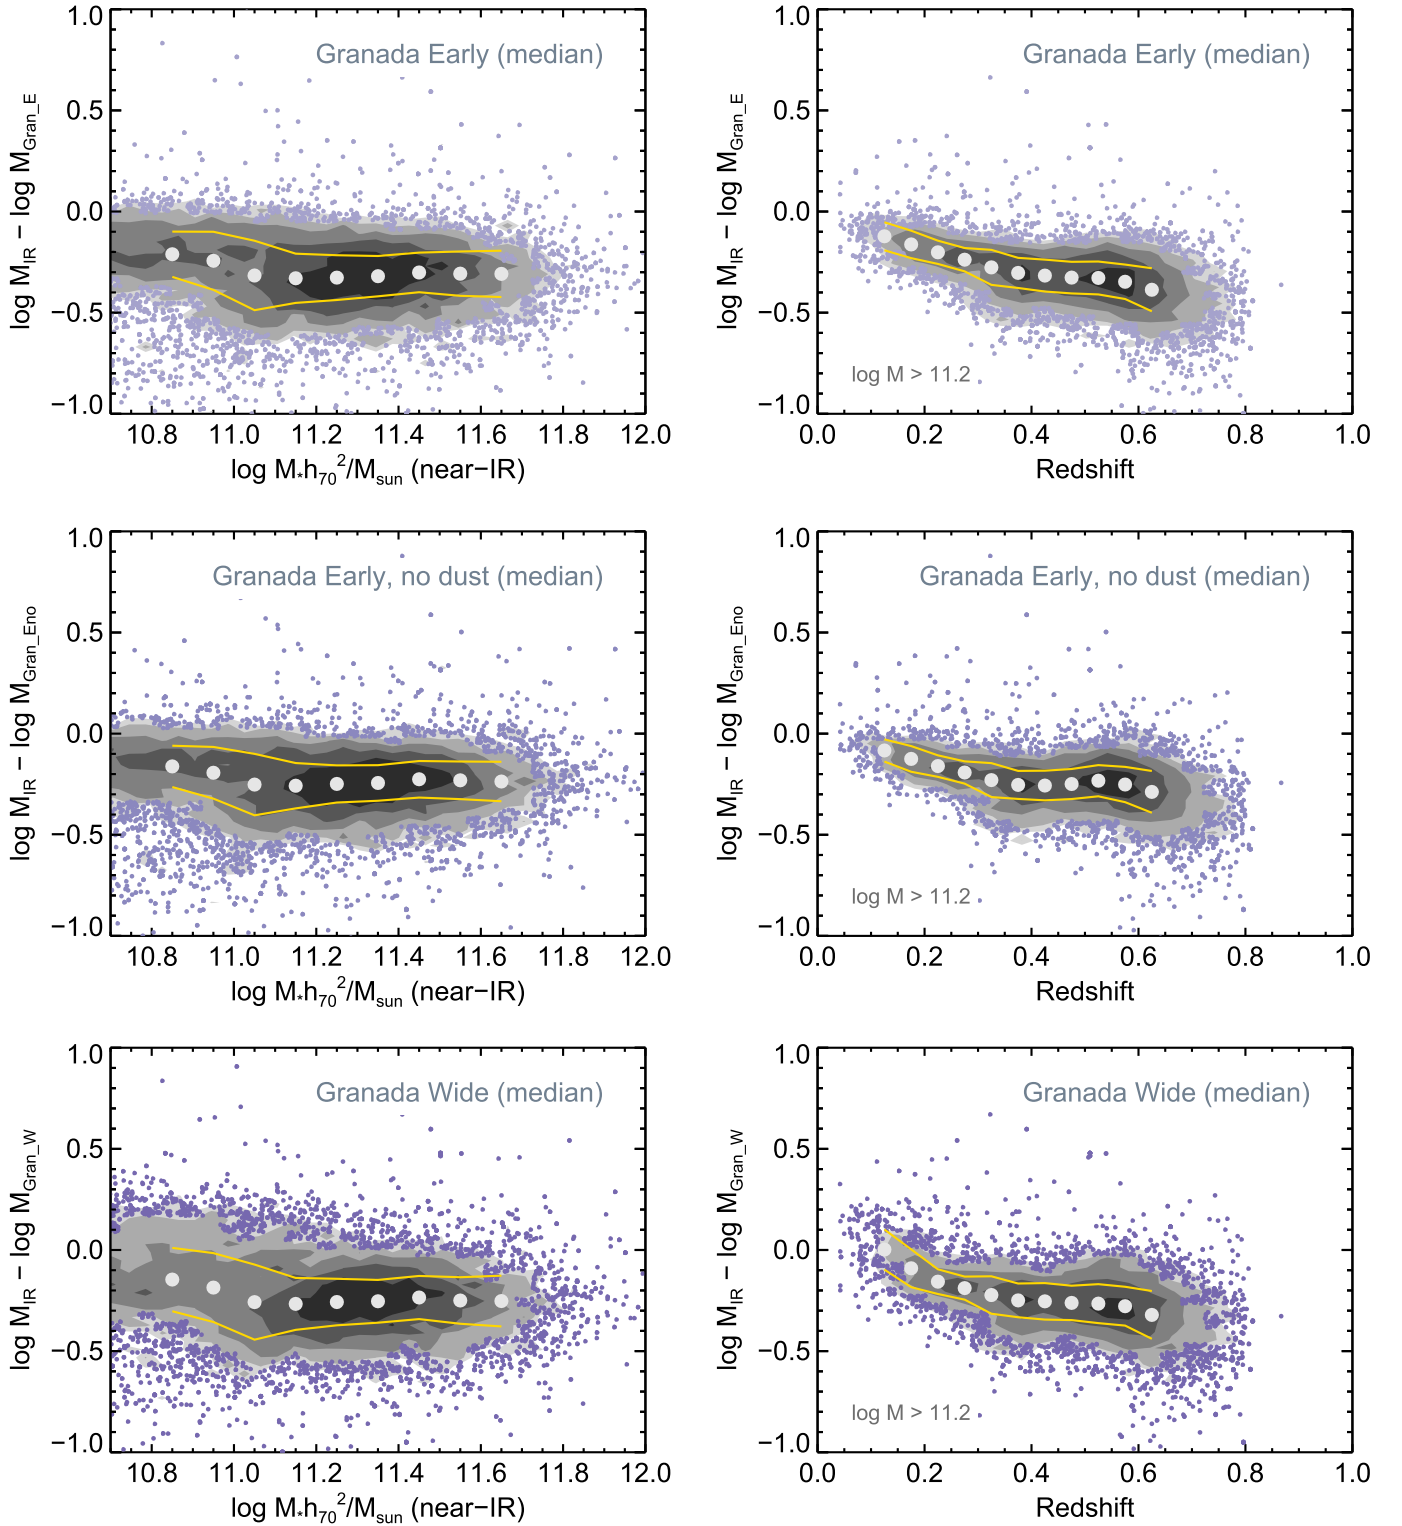 Granada Early (median)
log M_IR − log M_Gran_E
1.0
0.5
0.0
−0.5
−1.0
10.8 11.0 11.2 11.4 11.6 11.8 12.0
log M*h70²/Msun (near−IR)
Granada Early (median)
log M_IR − log M_Gran_E
1.0
0.5
0.0
−0.5
−1.0
log M > 11.2
0.0 0.2 0.4 0.6 0.8 1.0
Redshift
Granada Early, no dust (median)
log M_IR − log M_Gran_Eno
1.0
0.5
0.0
−0.5
−1.0
10.8 11.0 11.2 11.4 11.6 11.8 12.0
log M*h70²/Msun (near−IR)
Granada Early, no dust (median)
log M_IR − log M_Gran_Eno
1.0
0.5
0.0
−0.5
−1.0
log M > 11.2
0.0 0.2 0.4 0.6 0.8 1.0
Redshift
Granada Wide (median)
log M_IR − log M_Gran_W
1.0
0.5
0.0
−0.5
−1.0
10.8 11.0 11.2 11.4 11.6 11.8 12.0
log M*h70²/Msun (near−IR)
Granada Wide (median)
log M_IR − log M_Gran_W
1.0
0.5
0.0
−0.5
−1.0
log M > 11.2
0.0 0.2 0.4 0.6 0.8 1.0
Redshift